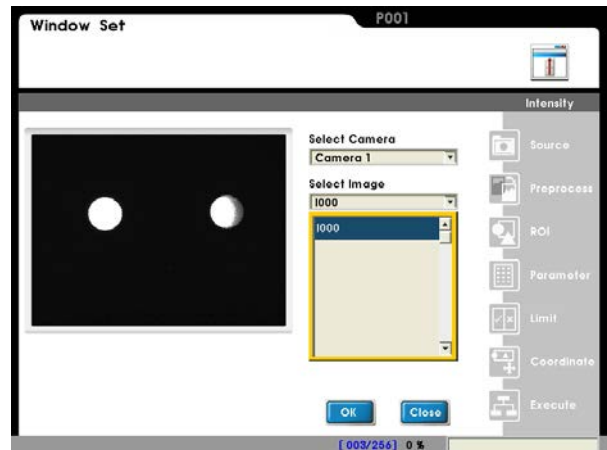 Window Set
P001
Intensity
Select Camera
Camera 1
Select Image
I000
I000
Source
Preprocess
ROI
Parameter
Limit
Coordinate
Execute
OK
Close
[003/256] 0 %